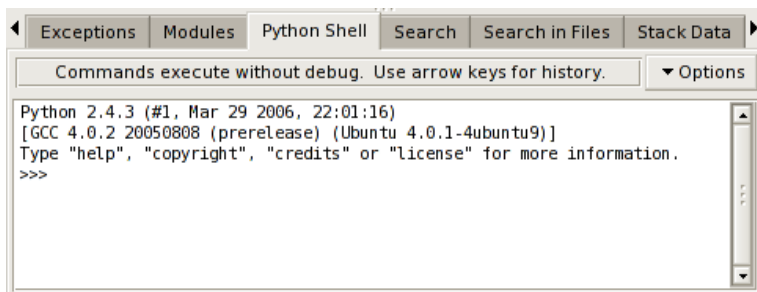 Exceptions Modules Python Shell Search Search in Files Stack Data
Commands execute without debug. Use arrow keys for history. Options
Python 2.4.3 (#1, Mar 29 2006, 22:01:16)
[GCC 4.0.2 20050808 (prerelease) (Ubuntu 4.0.1-4ubuntu9)]
Type "help", "copyright", "credits" or "license" for more information.
>>>